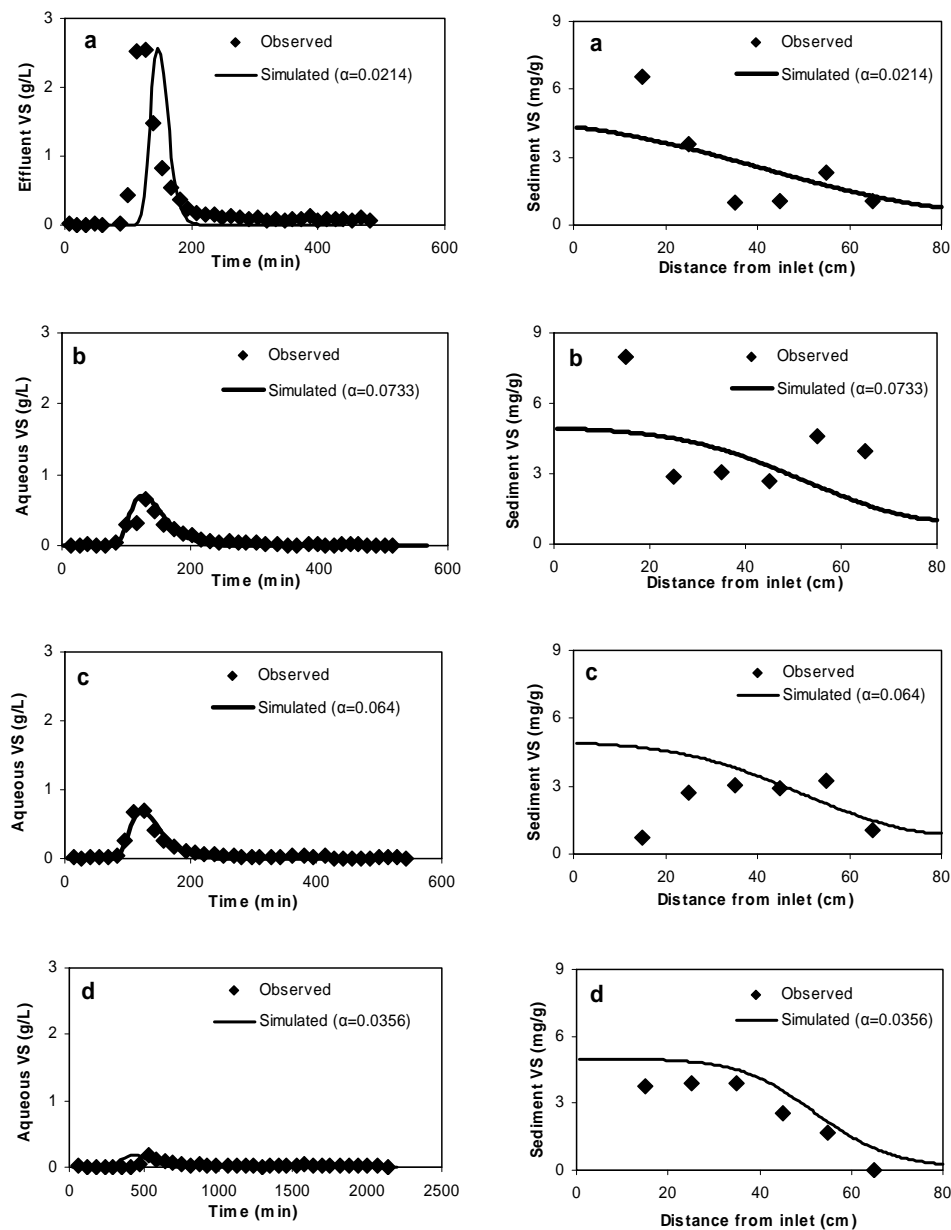 3
a
Observed
Simulated (α=0.0214)
2
1
0
Effluent VS (g/L)
0
200
400
600
Time (min)
9
a
Observed
Simulated (α=0.0214)
6
3
0
Sediment VS (mg/g)
0
20
40
60
80
Distance from inlet (cm)
3
b
Observed
Simulated (α=0.0733)
2
1
0
Aqueous VS (g/L)
0
200
400
600
Time (min)
9
b
Observed
Simulated (α=0.0733)
6
3
0
Sediment VS (mg/g)
0
20
40
60
80
Distance from inlet (cm)
3
c
Observed
Simulated (α=0.064)
2
1
0
Aqueous VS (g/L)
0
200
400
600
Time (min)
9
c
Observed
Simulated (α=0.064)
6
3
0
Sediment VS (mg/g)
0
20
40
60
80
Distance from inlet (cm)
3
d
Observed
Simulated (α=0.0356)
2
1
0
Aqueous VS (g/L)
0
500
1000
1500
2000
2500
Time (min)
9
d
Observed
Simulated (α=0.0356)
6
3
0
Sediment VS (mg/g)
0
20
40
60
80
Distance from inlet (cm)